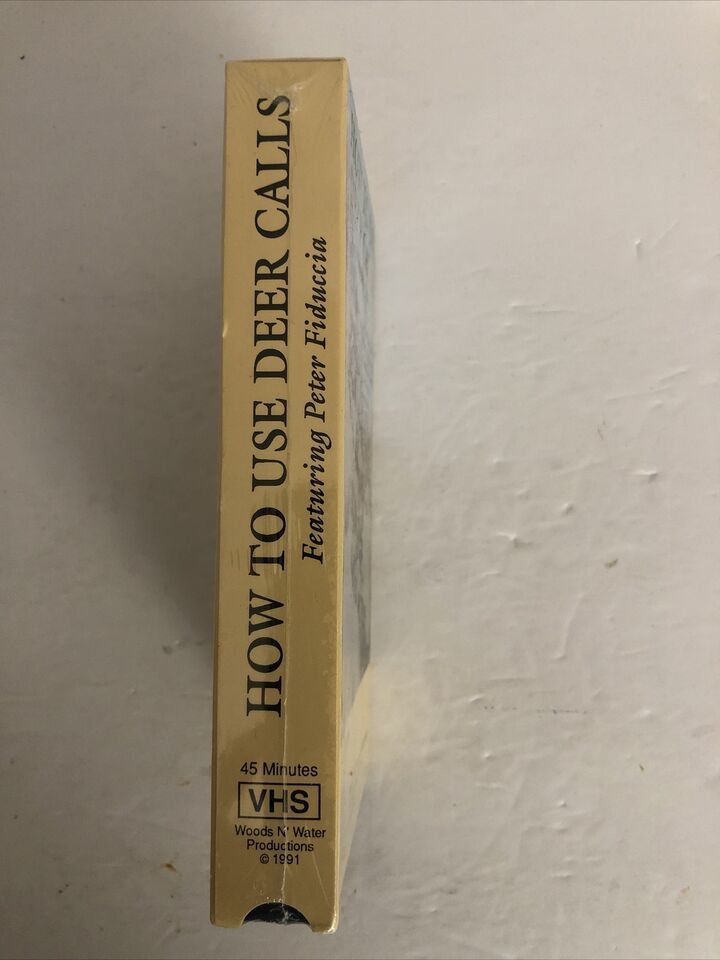 HOW TO USE DEER CALLS
Featuring Peter Fiduccia
45 Minutes
VHS
Woods N' Water
Productions
© 1991